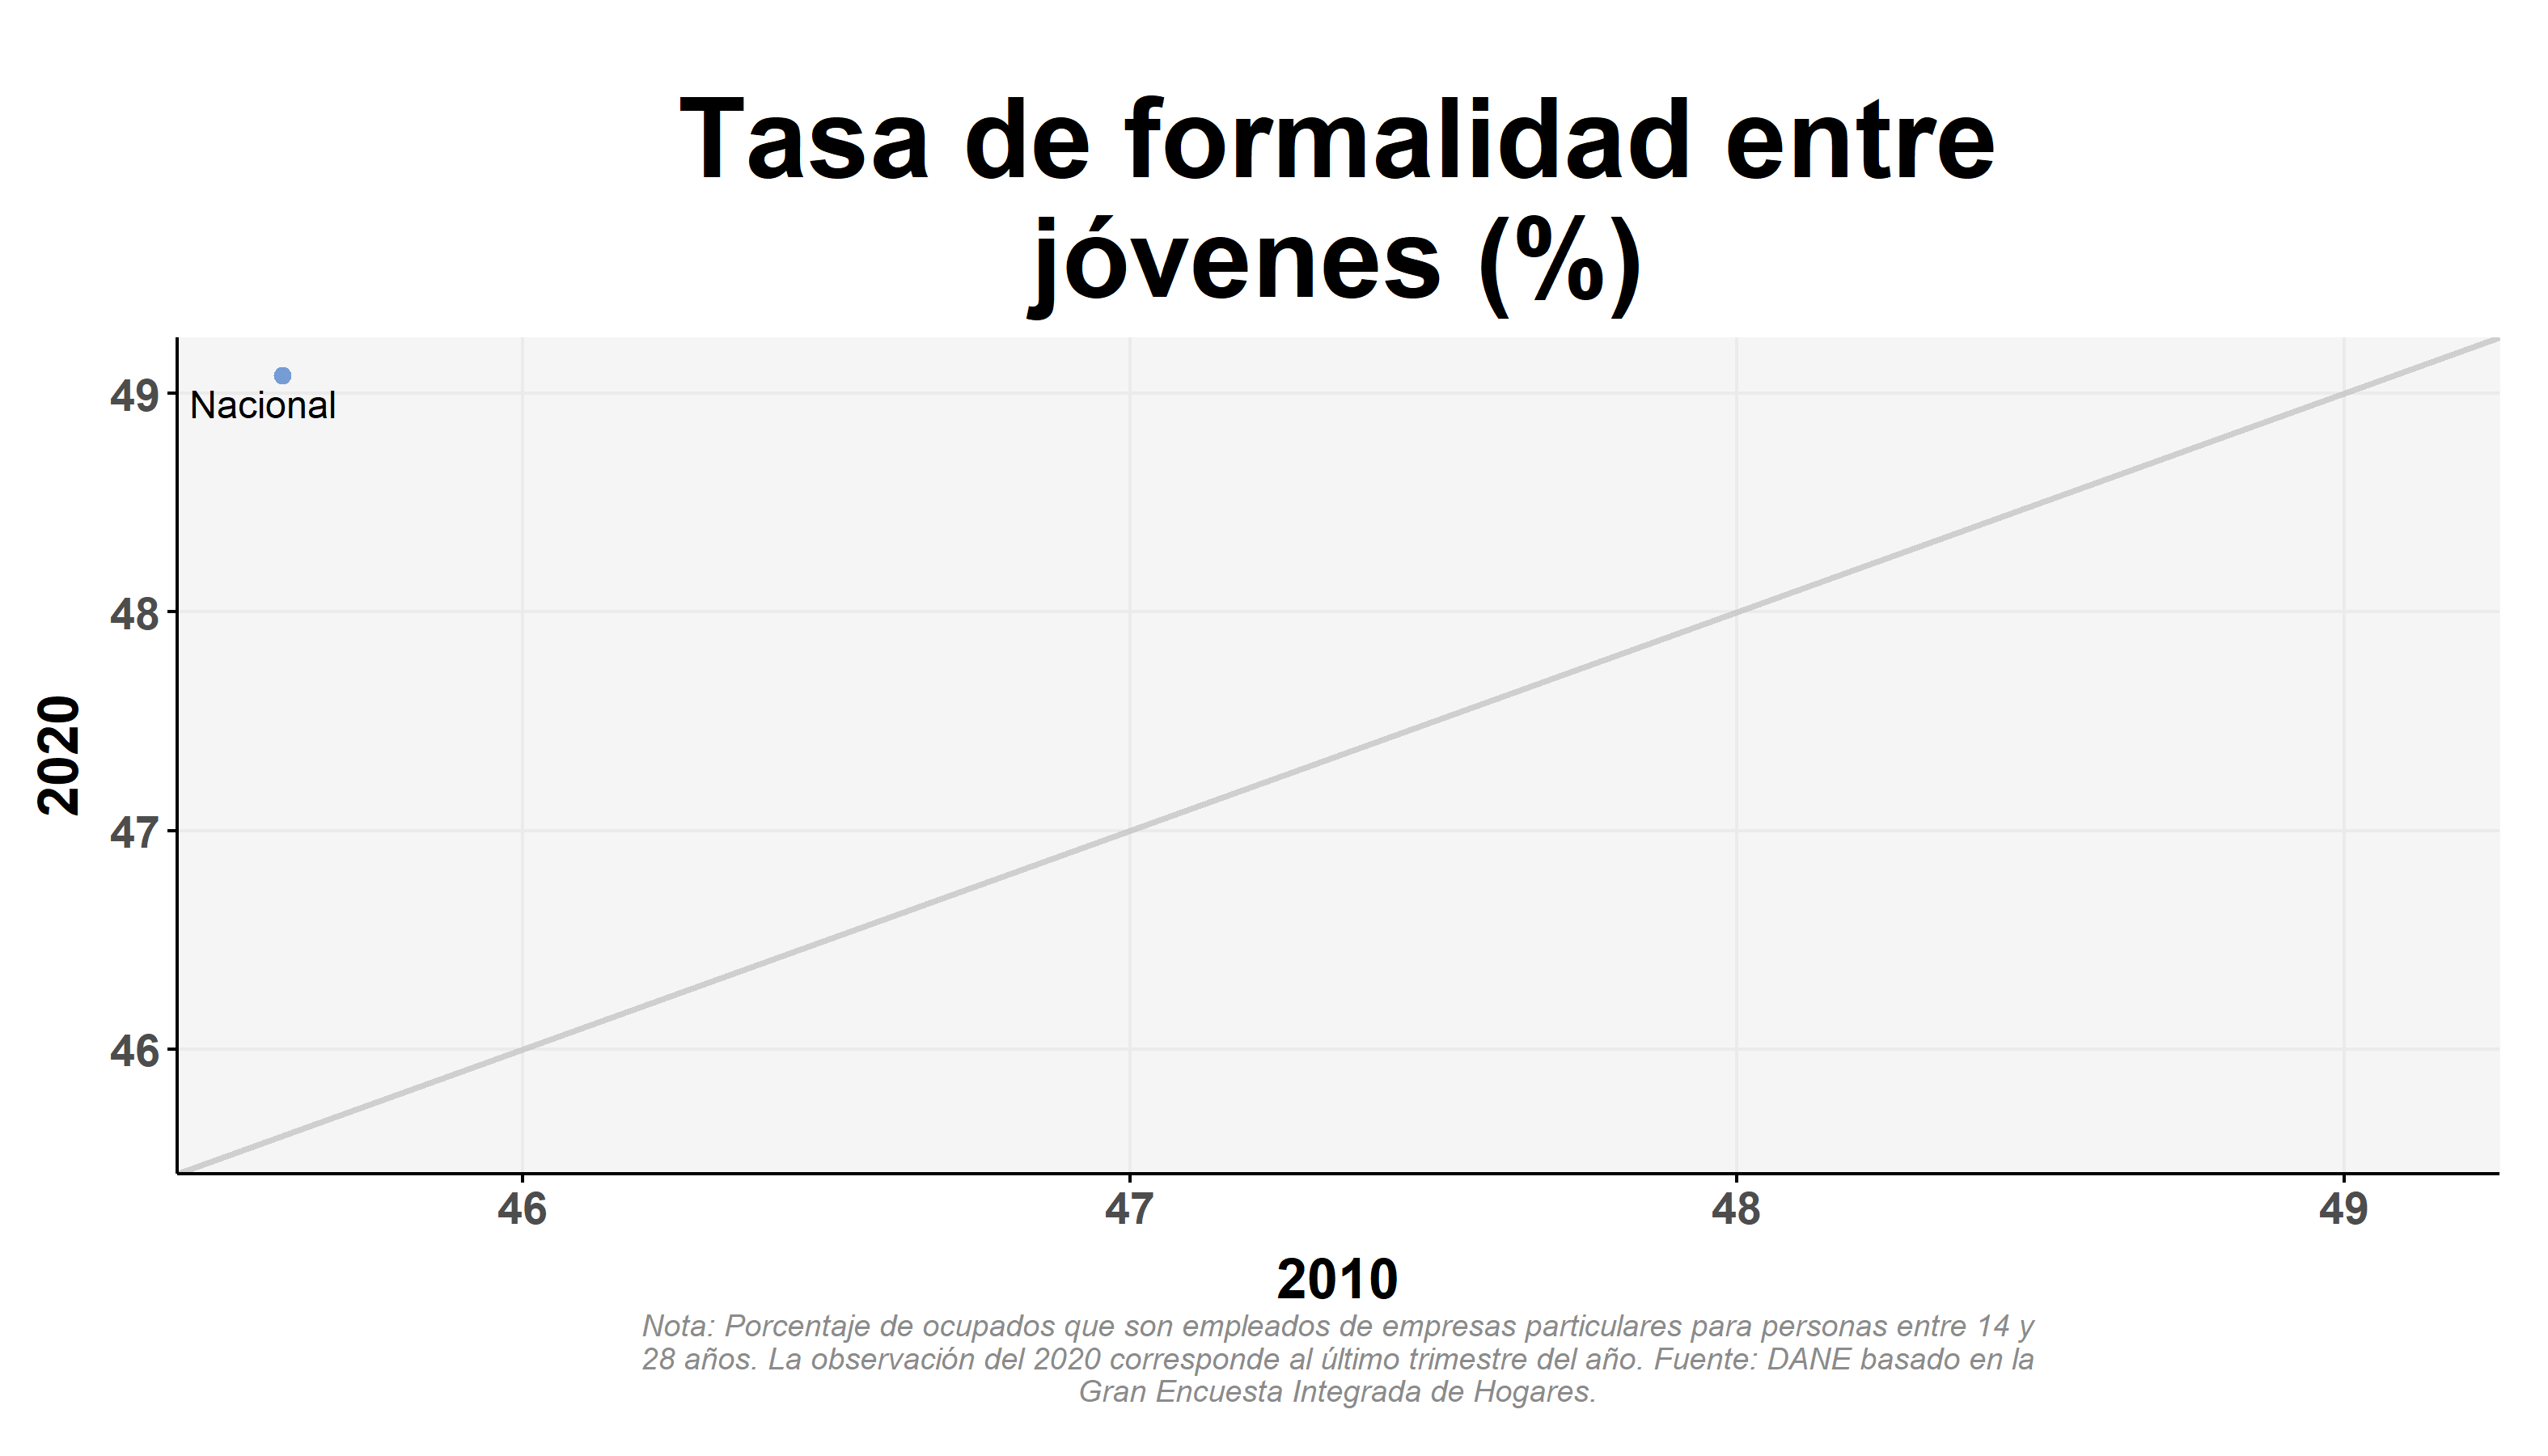 Tasa de formalidad entre
jóvenes (%)
49
Nacional
48
47
46
2020
46
47
48
49
2010
Nota: Porcentaje de ocupados que son empleados de empresas particulares para personas entre 14 y
28 años. La observación del 2020 corresponde al último trimestre del año. Fuente: DANE basado en la
Gran Encuesta Integrada de Hogares.